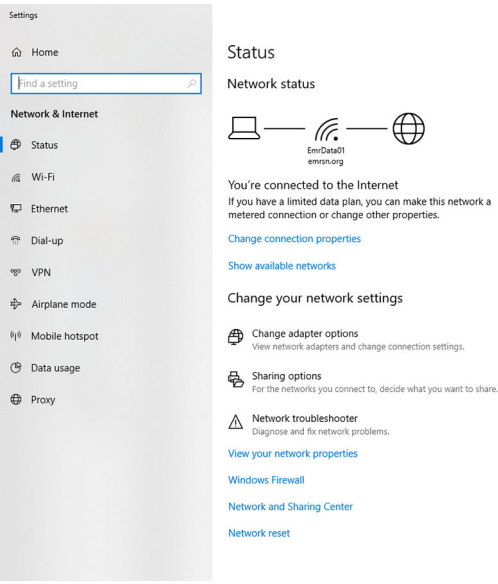 Settings
Home
Find a setting
Network & Internet
Status
Wi-Fi
Ethernet
Dial-up
VPN
Airplane mode
Mobile hotspot
Data usage
Proxy
Status
Network status
EmrData01
emrsn.org
You're connected to the Internet
If you have a limited data plan, you can make this network a
metered connection or change other properties.
Change connection properties
Show available networks
Change your network settings
Change adapter options
View network adapters and change connection settings.
Sharing options
For the networks you connect to, decide what you want to share.
Network troubleshooter
Diagnose and fix network problems.
View your network properties
Windows Firewall
Network and Sharing Center
Network reset